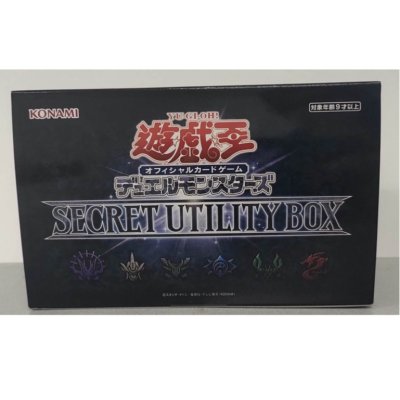 KONAMI
対象年齢9才以上
YU-GI-OH!
遊戯王
オフィシャルカードゲーム
デュエルモンスターズ
SECRET UTILITY BOX